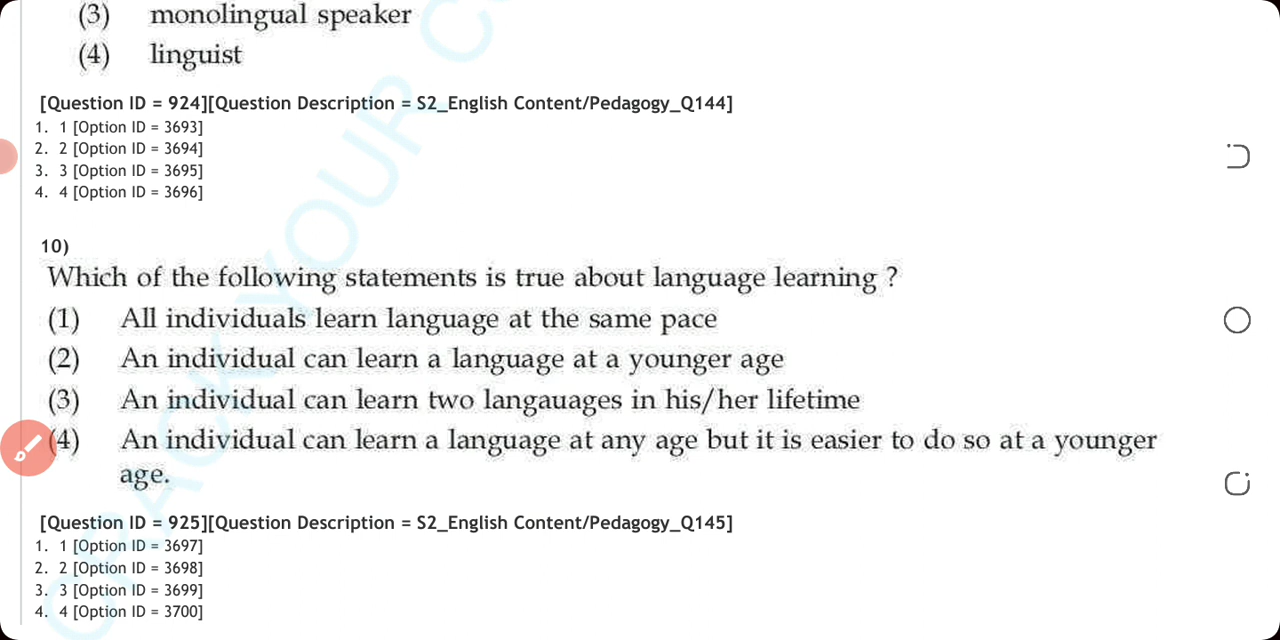 (3) monolingual speaker
(4) linguist
[Question ID = 924][Question Description = S2_English Content/Pedagogy_Q144]
1. 1 [Option ID = 3693]
2. 2 [Option ID = 3694]
3. 3 [Option ID = 3695]
4. 4 [Option ID = 3696]
10)
Which of the following statements is true about language learning ?
(1) All individuals learn language at the same pace
(2) An individual can learn a language at a younger age
(3) An individual can learn two langauages in his/her lifetime
(4) An individual can learn a language at any age but it is easier to do so at a younger
age.
[Question ID = 925][Question Description = S2_English Content/Pedagogy_Q145]
1. 1 [Option ID = 3697]
2. 2 [Option ID = 3698]
3. 3 [Option ID = 3699]
4. 4 [Option ID = 3700]
CRACK YOUR C